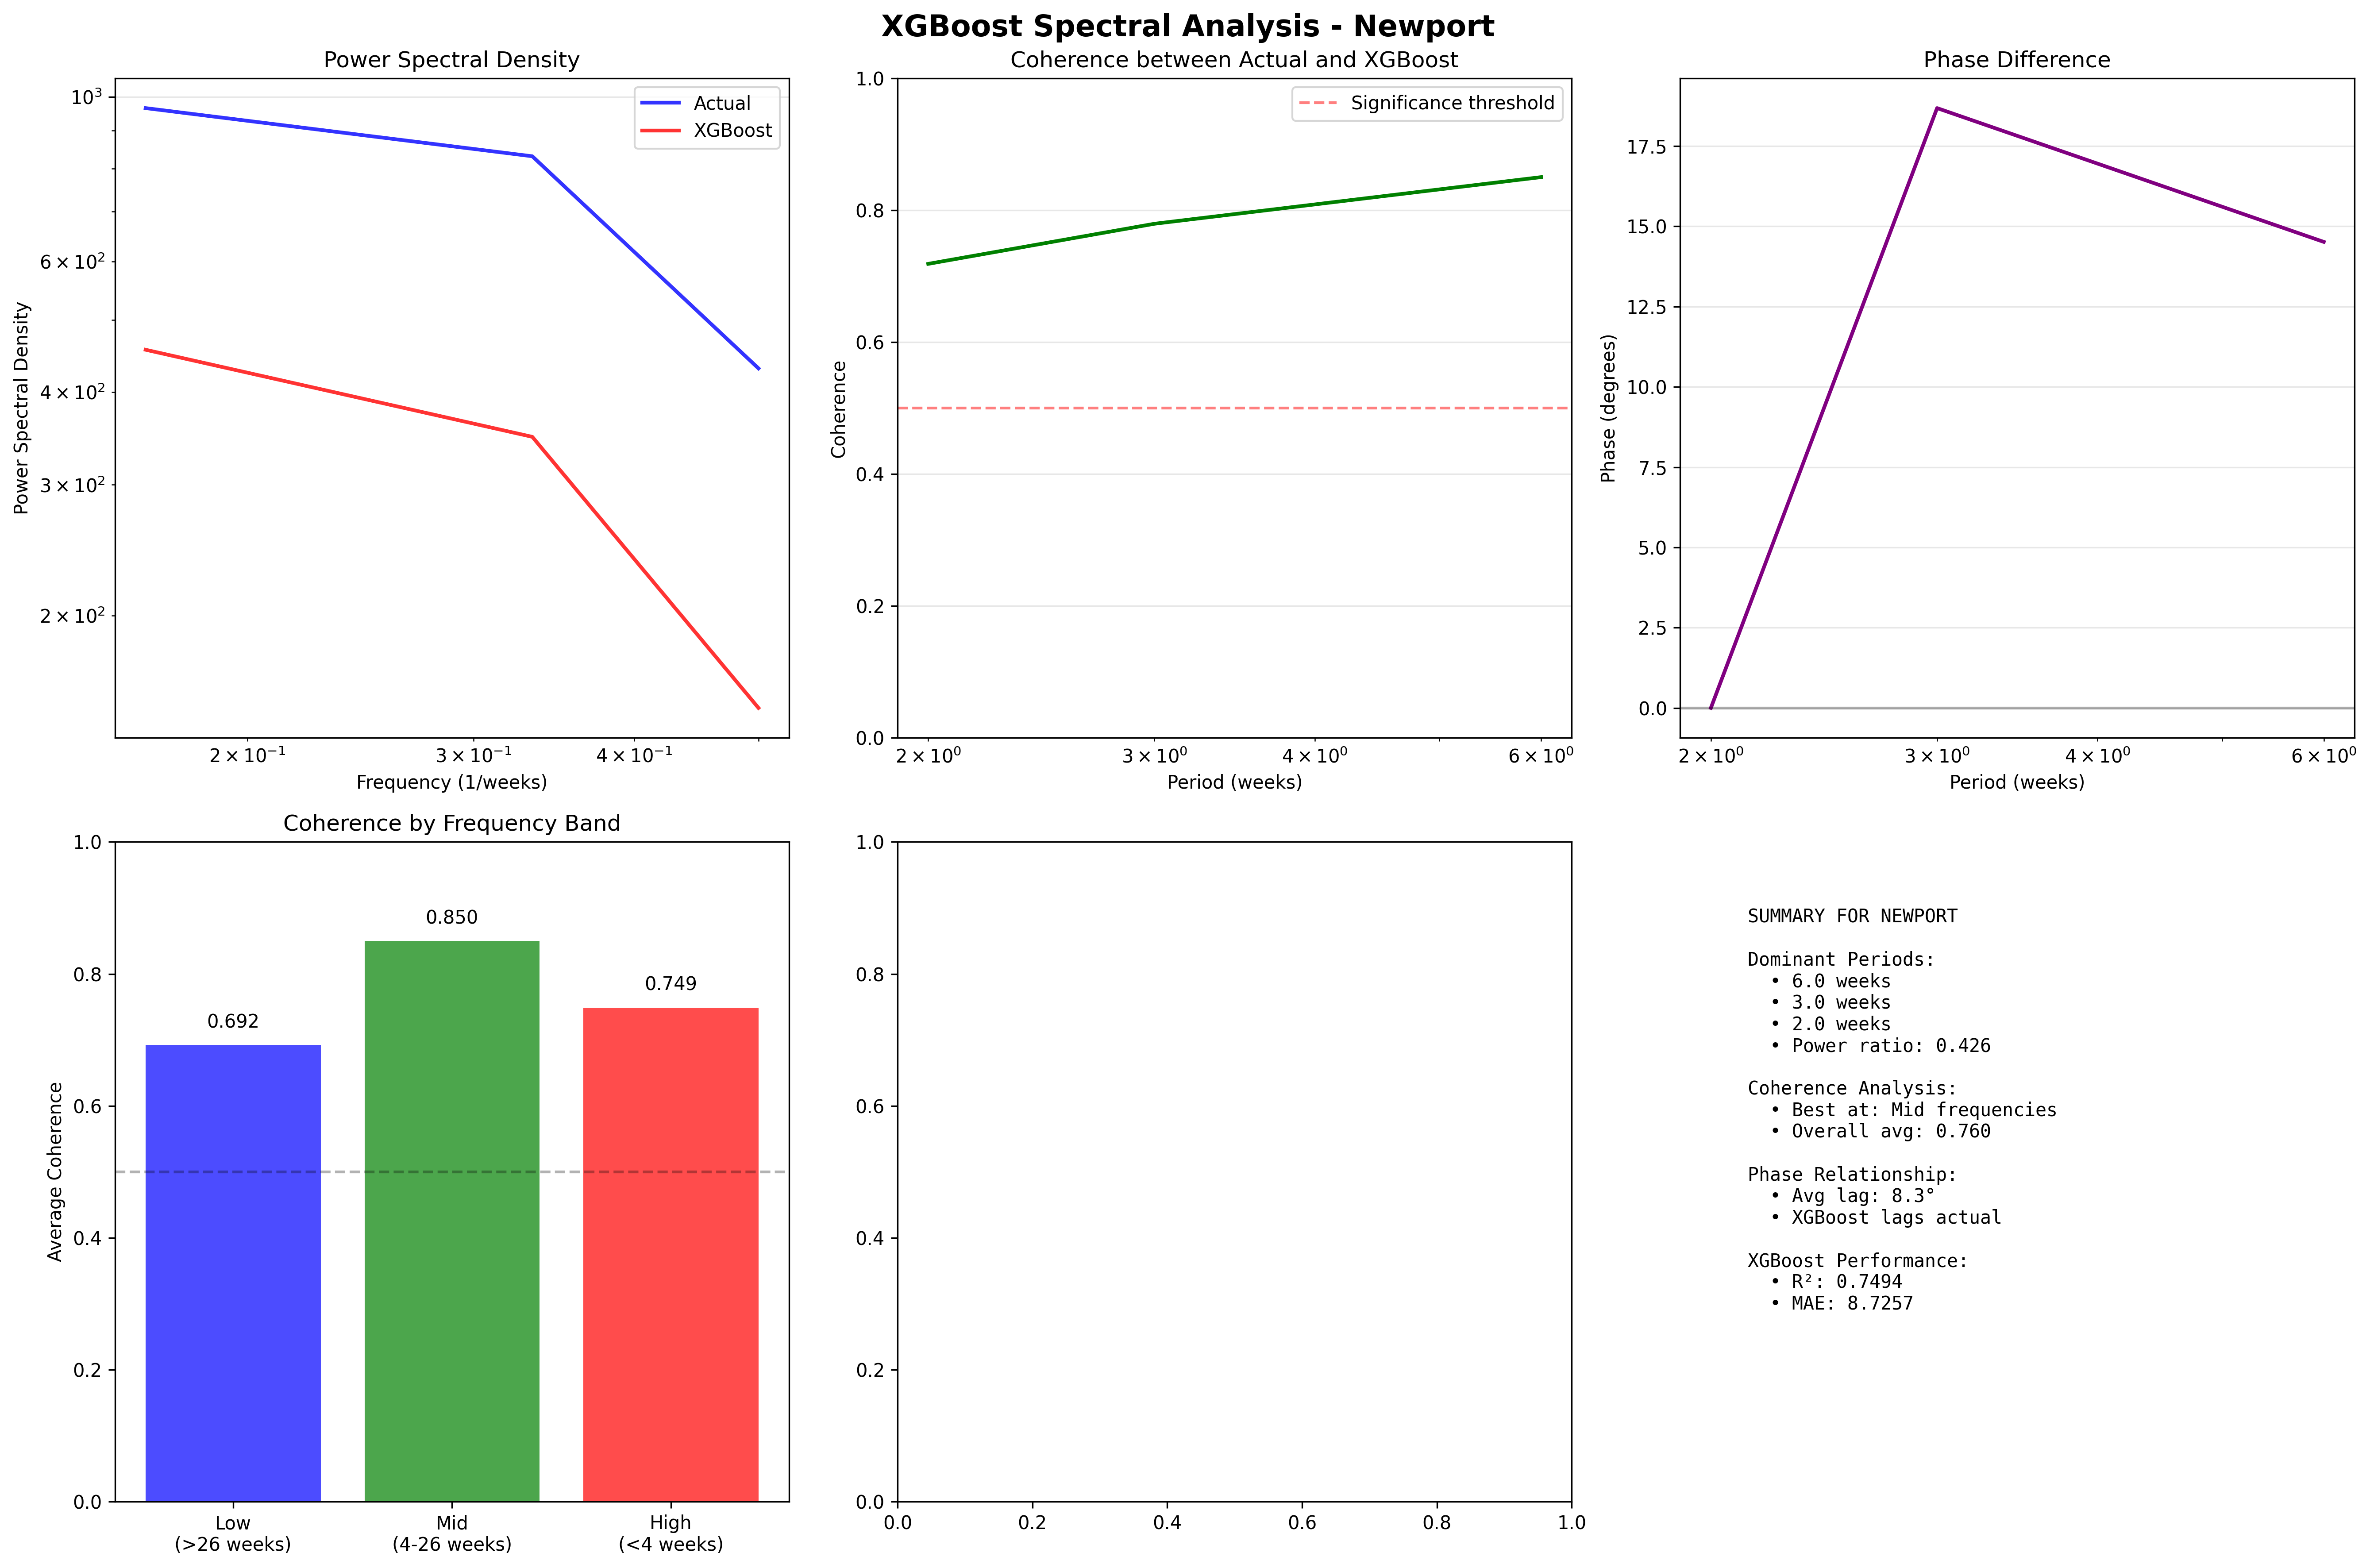 XGBoost Spectral Analysis - Newport
Power Spectral Density
10³
6 × 10²
4 × 10²
3 × 10²
2 × 10²
Power Spectral Density
Actual
XGBoost
2 × 10⁻¹
3 × 10⁻¹
4 × 10⁻¹
Frequency (1/weeks)
Coherence between Actual and XGBoost
1.0
0.8
0.6
0.4
0.2
0.0
Coherence
Significance threshold
2 × 10⁰
3 × 10⁰
4 × 10⁰
6 × 10⁰
Period (weeks)
Phase Difference
17.5
15.0
12.5
10.0
7.5
5.0
2.5
0.0
Phase (degrees)
2 × 10⁰
3 × 10⁰
4 × 10⁰
6 × 10⁰
Period (weeks)
Coherence by Frequency Band
1.0
0.8
0.6
0.4
0.2
0.0
Average Coherence
0.692
0.850
0.749
Low
(>26 weeks)
Mid
(4-26 weeks)
High
(<4 weeks)
1.0
0.8
0.6
0.4
0.2
0.0
0.0
0.2
0.4
0.6
0.8
1.0
SUMMARY FOR NEWPORT
Dominant Periods:
• 6.0 weeks
• 3.0 weeks
• 2.0 weeks
• Power ratio: 0.426
Coherence Analysis:
• Best at: Mid frequencies
• Overall avg: 0.760
Phase Relationship:
• Avg lag: 8.3°
• XGBoost lags actual
XGBoost Performance:
• R²: 0.7494
• MAE: 8.7257